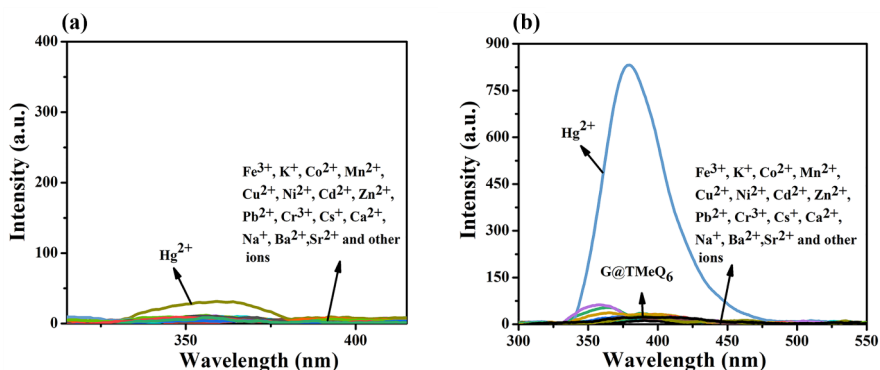 (a)
400
300
200
100
0
Intensity (a.u.)
350
400
Wavelength (nm)
Hg²⁺
Fe³⁺, K⁺, Co²⁺, Mn²⁺,
Cu²⁺, Ni²⁺, Cd²⁺, Zn²⁺,
Pb²⁺, Cr³⁺, Cs⁺, Ca²⁺,
Na⁺, Ba²⁺,Sr²⁺ and other
ions
(b)
900
750
600
450
300
150
0
Intensity (a.u.)
300
350
400
450
500
550
Wavelength (nm)
Hg²⁺
G@TMeQ₆
Fe³⁺, K⁺, Co²⁺, Mn²⁺,
Cu²⁺, Ni²⁺, Cd²⁺, Zn²⁺,
Pb²⁺, Cr³⁺, Cs⁺, Ca²⁺,
Na⁺, Ba²⁺,Sr²⁺ and other
ions